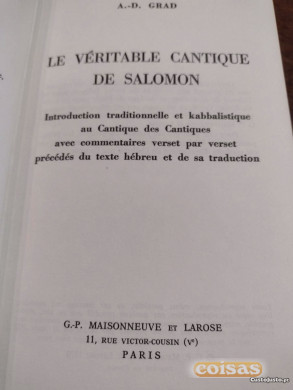 A.-D. GRAD
LE VÉRITABLE CANTIQUE
DE SALOMON
Introduction traditionnelle et kabbalistique
au Cantique des Cantiques
avec commentaires verset par verset
précédés du texte hébreu et de sa traduction
G.-P. MAISONNEUVE ET LAROSE
11, RUE VICTOR-COUSIN (Vᵉ)
PARIS
coisas